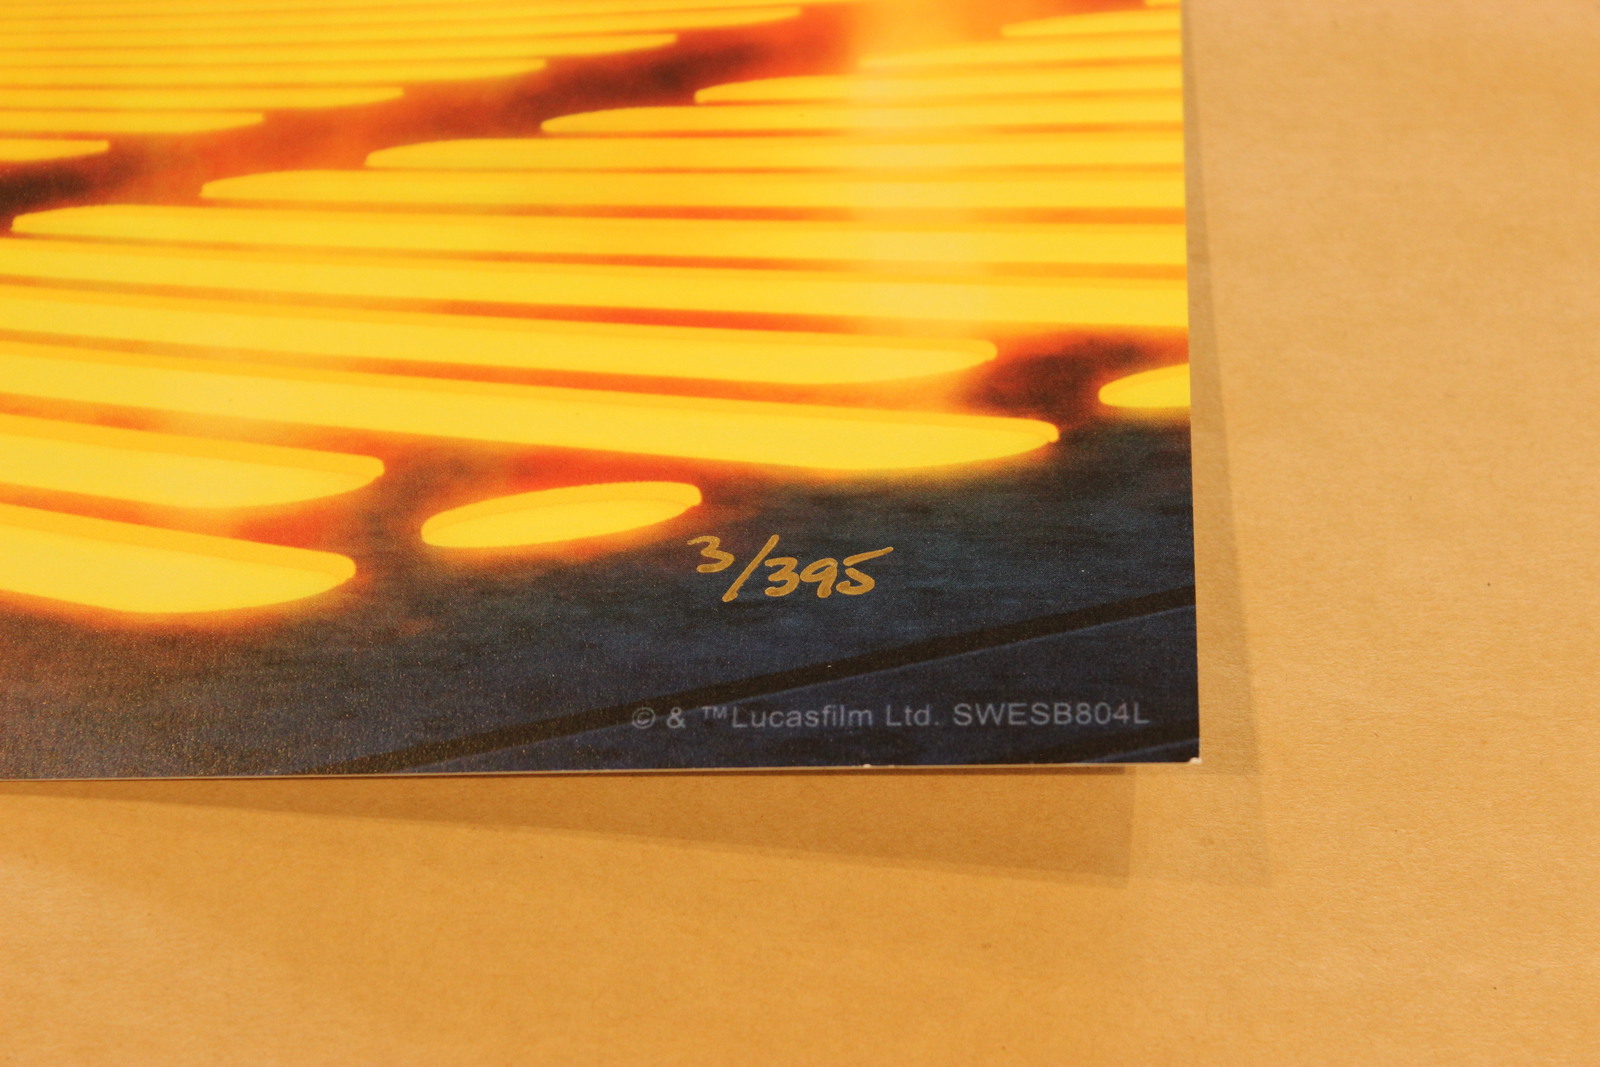 3/395
© & ™Lucasfilm Ltd. SWESB804L